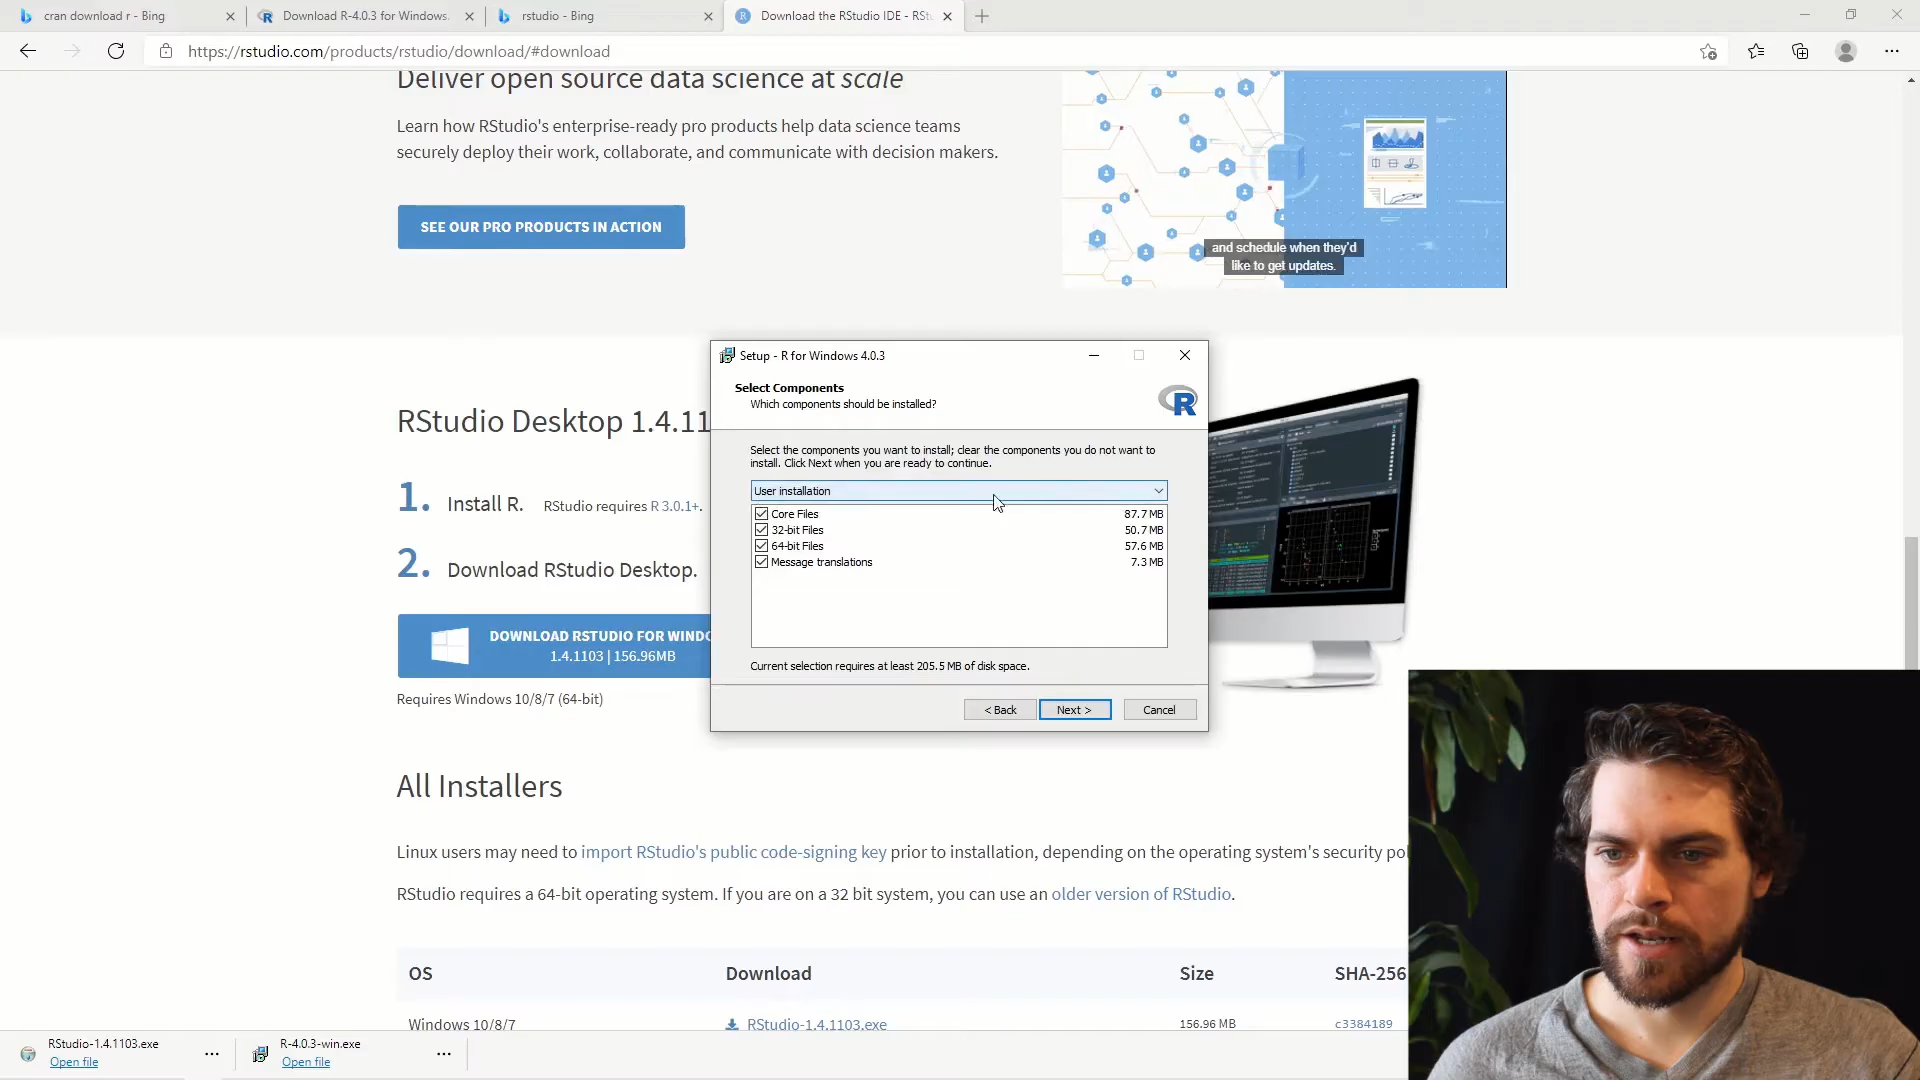 cran download r - Bing
Download R-4.0.3 for Windows.
rstudio - Bing
Download the RStudio IDE - RSt
https://rstudio.com/products/rstudio/download/#download
Deliver open source data science at scale
Learn how RStudio's enterprise-ready pro products help data science teams
securely deploy their work, collaborate, and communicate with decision makers.
SEE OUR PRO PRODUCTS IN ACTION
and schedule when they'd
like to get updates.
Setup - R for Windows 4.0.3
Select Components
Which components should be installed?
R
Select the components you want to install; clear the components you do not want to
install. Click Next when you are ready to continue.
User installation
Core Files 87.7 MB
32-bit Files 50.7 MB
64-bit Files 57.6 MB
Message translations 7.3 MB
Current selection requires at least 205.5 MB of disk space.
< Back
Next >
Cancel
RStudio Desktop 1.4.11
1. Install R. RStudio requires R 3.0.1+.
2. Download RStudio Desktop.
DOWNLOAD RSTUDIO FOR WINDO
1.4.1103 | 156.96MB
Requires Windows 10/8/7 (64-bit)
All Installers
Linux users may need to import RStudio's public code-signing key prior to installation, depending on the operating system's security pol
RStudio requires a 64-bit operating system. If you are on a 32 bit system, you can use an older version of RStudio.
OS Download Size SHA-256
Windows 10/8/7 RStudio-1.4.1103.exe 156.96 MB c3384189
RStudio-1.4.1103.exe
Open file
R-4.0.3-win.exe
Open file